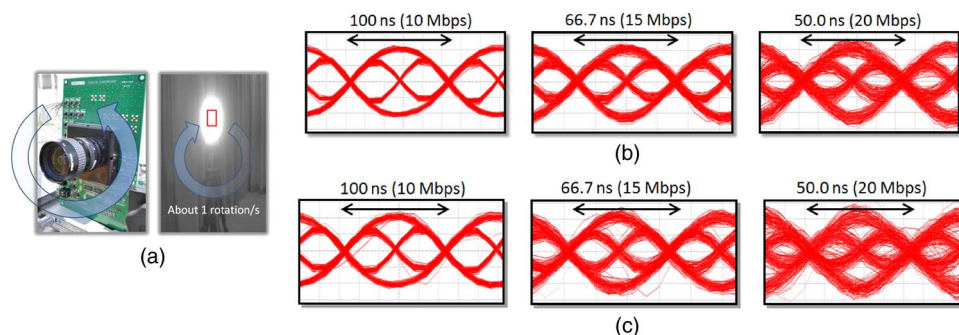 100 ns (10 Mbps)
66.7 ns (15 Mbps)
50.0 ns (20 Mbps)
(b)
About 1 rotation/s
(a)
100 ns (10 Mbps)
66.7 ns (15 Mbps)
50.0 ns (20 Mbps)
(c)